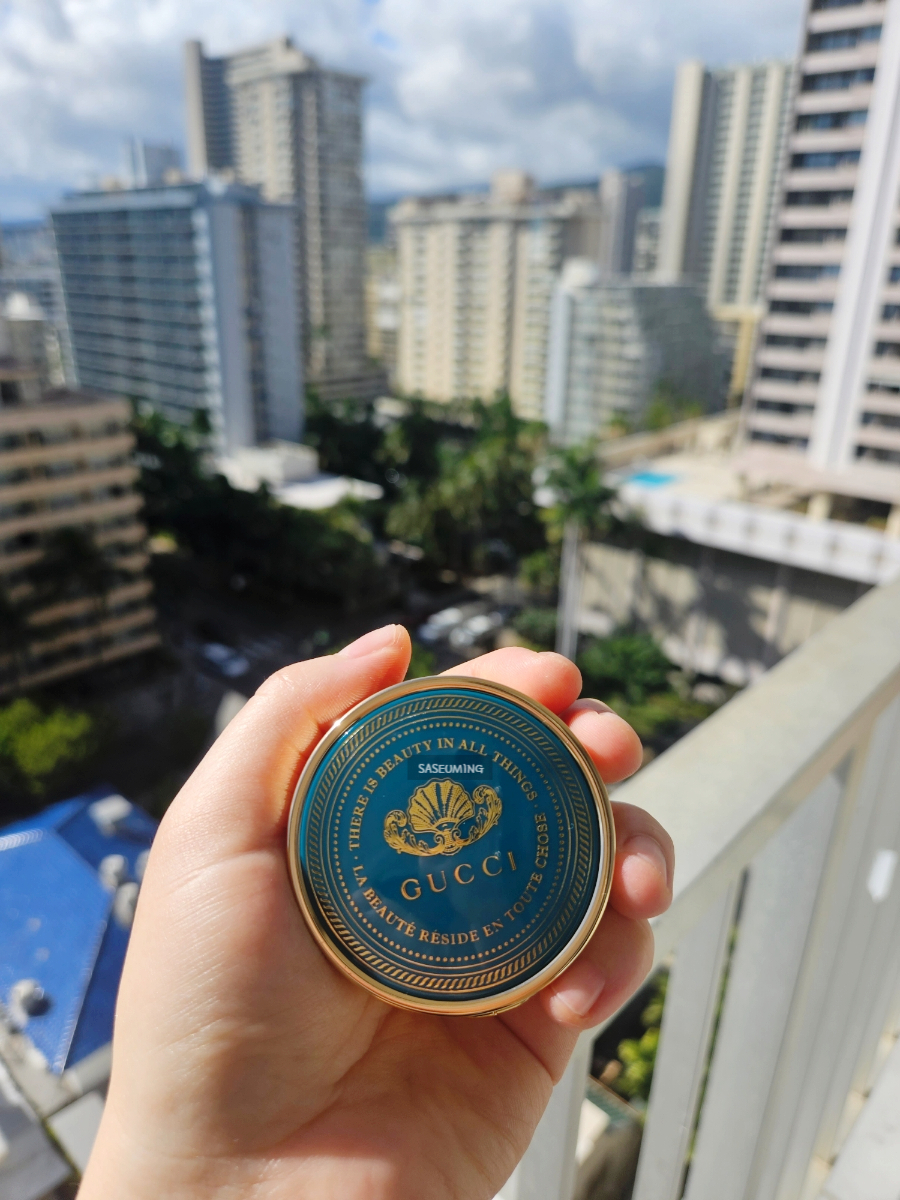 · THERE IS BEAUTY IN ALL THINGS ·
SASEUMING
GUCCI
LA BEAUTÉ RÉSIDE EN TOUTE CHOSE